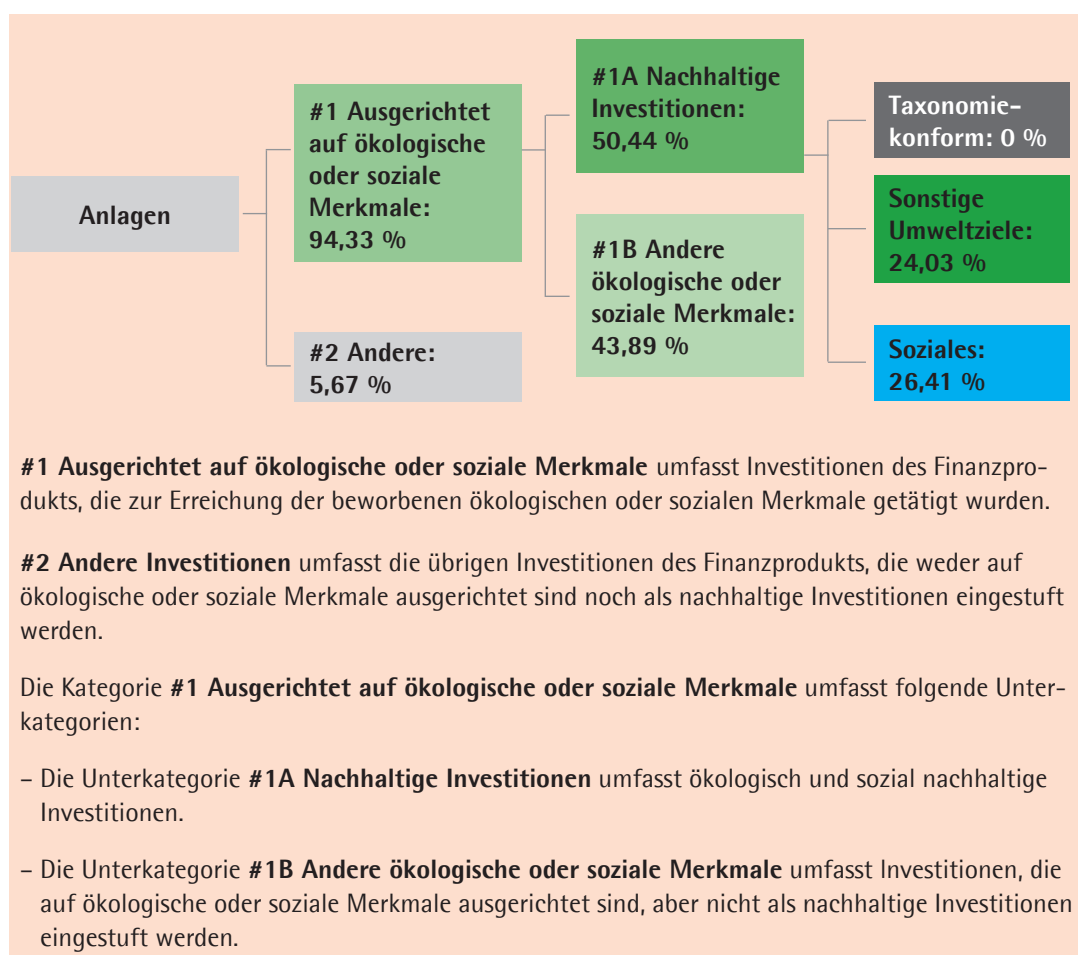 Anlagen
#1 Ausgerichtet
auf ökologische
oder soziale
Merkmale:
94,33 %
#2 Andere:
5,67 %
#1A Nachhaltige
Investitionen:
50,44 %
#1B Andere
ökologische oder
soziale Merkmale:
43,89 %
Taxonomie-
konform: 0 %
Sonstige
Umweltziele:
24,03 %
Soziales:
26,41 %
#1 Ausgerichtet auf ökologische oder soziale Merkmale umfasst Investitionen des Finanzpro-
dukts, die zur Erreichung der beworbenen ökologischen oder sozialen Merkmale getätigt wurden.
#2 Andere Investitionen umfasst die übrigen Investitionen des Finanzprodukts, die weder auf
ökologische oder soziale Merkmale ausgerichtet sind noch als nachhaltige Investitionen eingestuft
werden.
Die Kategorie #1 Ausgerichtet auf ökologische oder soziale Merkmale umfasst folgende Unter-
kategorien:
– Die Unterkategorie #1A Nachhaltige Investitionen umfasst ökologisch und sozial nachhaltige
Investitionen.
– Die Unterkategorie #1B Andere ökologische oder soziale Merkmale umfasst Investitionen, die
auf ökologische oder soziale Merkmale ausgerichtet sind, aber nicht als nachhaltige Investitionen
eingestuft werden.